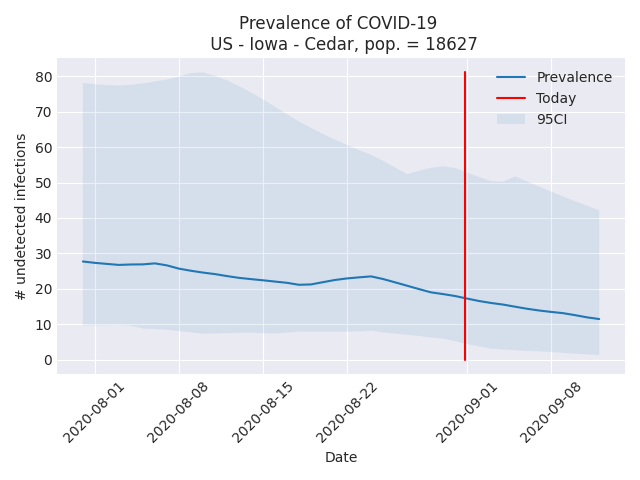 Prevalence of COVID-19
US - Iowa - Cedar, pop. = 18627
# undetected infections
80
70
60
50
40
30
20
10
0
Prevalence
Today
95CI
2020-08-01
2020-08-08
2020-08-15
2020-08-22
2020-09-01
2020-09-08
Date